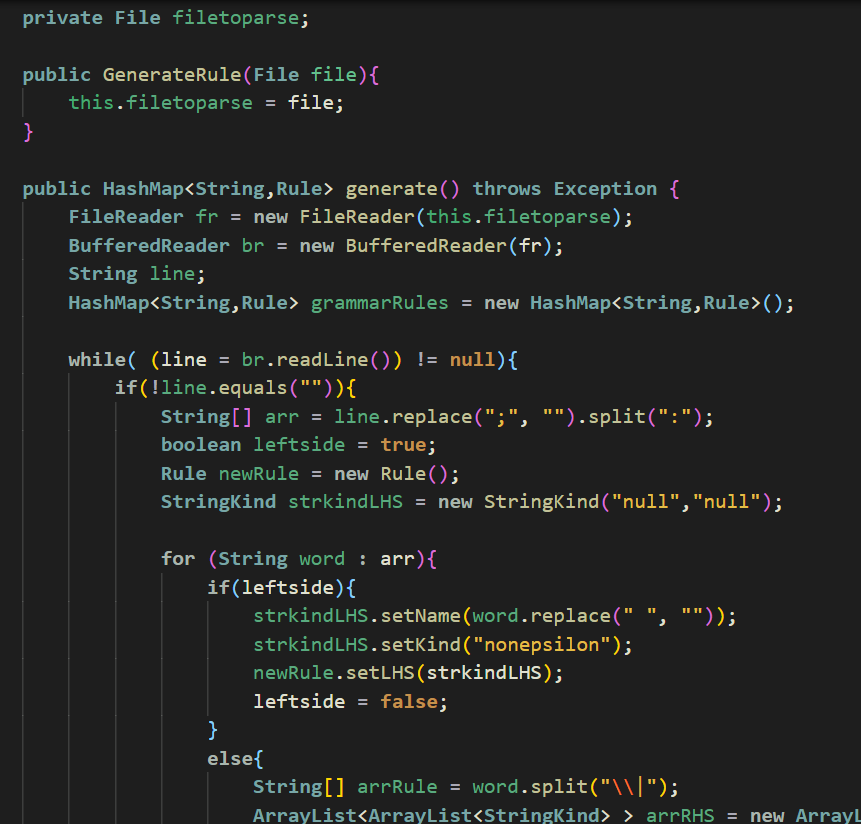 private File filetoparse;
public GenerateRule(File file){
this.filetoparse = file;
}
public HashMap<String,Rule> generate() throws Exception {
FileReader fr = new FileReader(this.filetoparse);
BufferedReader br = new BufferedReader(fr);
String line;
HashMap<String,Rule> grammarRules = new HashMap<String,Rule>();
while( (line = br.readLine()) != null){
if(!line.equals("")){
String[] arr = line.replace(";", "").split(":");
boolean leftside = true;
Rule newRule = new Rule();
StringKind strkindLHS = new StringKind("null","null");
for (String word : arr){
if(leftside){
strkindLHS.setName(word.replace(" ", ""));
strkindLHS.setKind("nonepsilon");
newRule.setLHS(strkindLHS);
leftside = false;
}
else{
String[] arrRule = word.split("\\|");
ArrayList<ArrayList<StringKind> > arrRHS = new ArrayL